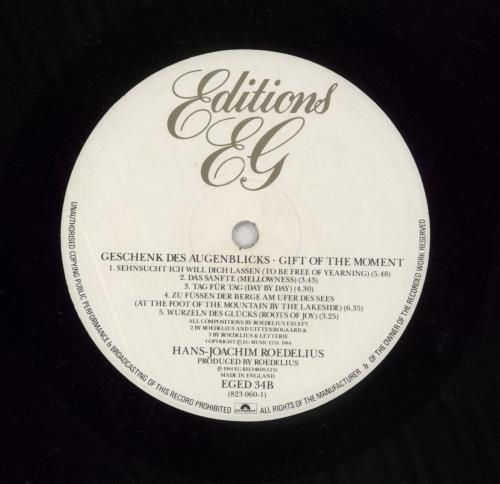 Editions
EG
GESCHENK DES AUGENBLICKS · GIFT OF THE MOMENT
1. SEHNSUCHT ICH WILL DICH LASSEN (TO BE FREE OF YEARNING) (5.48)
2. DAS SANFTE (MELLOWNESS) (3.43)
3. TAG FÜR TAG (DAY BY DAY) (4.30)
4. ZU FÜSSEN DER BERGE AM UFER DES SEES
(AT THE FOOT OF THE MOUNTAIN BY THE LAKESIDE) (6.35)
5. WURZELN DES GLÜCKS (ROOTS OF JOY) (3.25)
ALL COMPOSITIONS BY ROEDELIUS EXCEPT
2 BY ROEDELIUS AND UITTENBOGAARD &
5 BY ROEDELIUS & LETTERIE
COPYRIGHT Ⓒ EG MUSIC LTD. 1984
HANS-JOACHIM ROEDELIUS
PRODUCED BY ROEDELIUS
Ⓟ 1984 EG RECORDS LTD.
MADE IN ENGLAND
EGED 34B
(823 060-1)
UNAUTHORISED COPYING PUBLIC PERFORMANCE & BROADCASTING OF THIS RECORD PROHIBITED
polydor
ALL RIGHTS OF THE MANUFACTURER & OF THE OWNER OF THE RECORDED WORK RESERVED